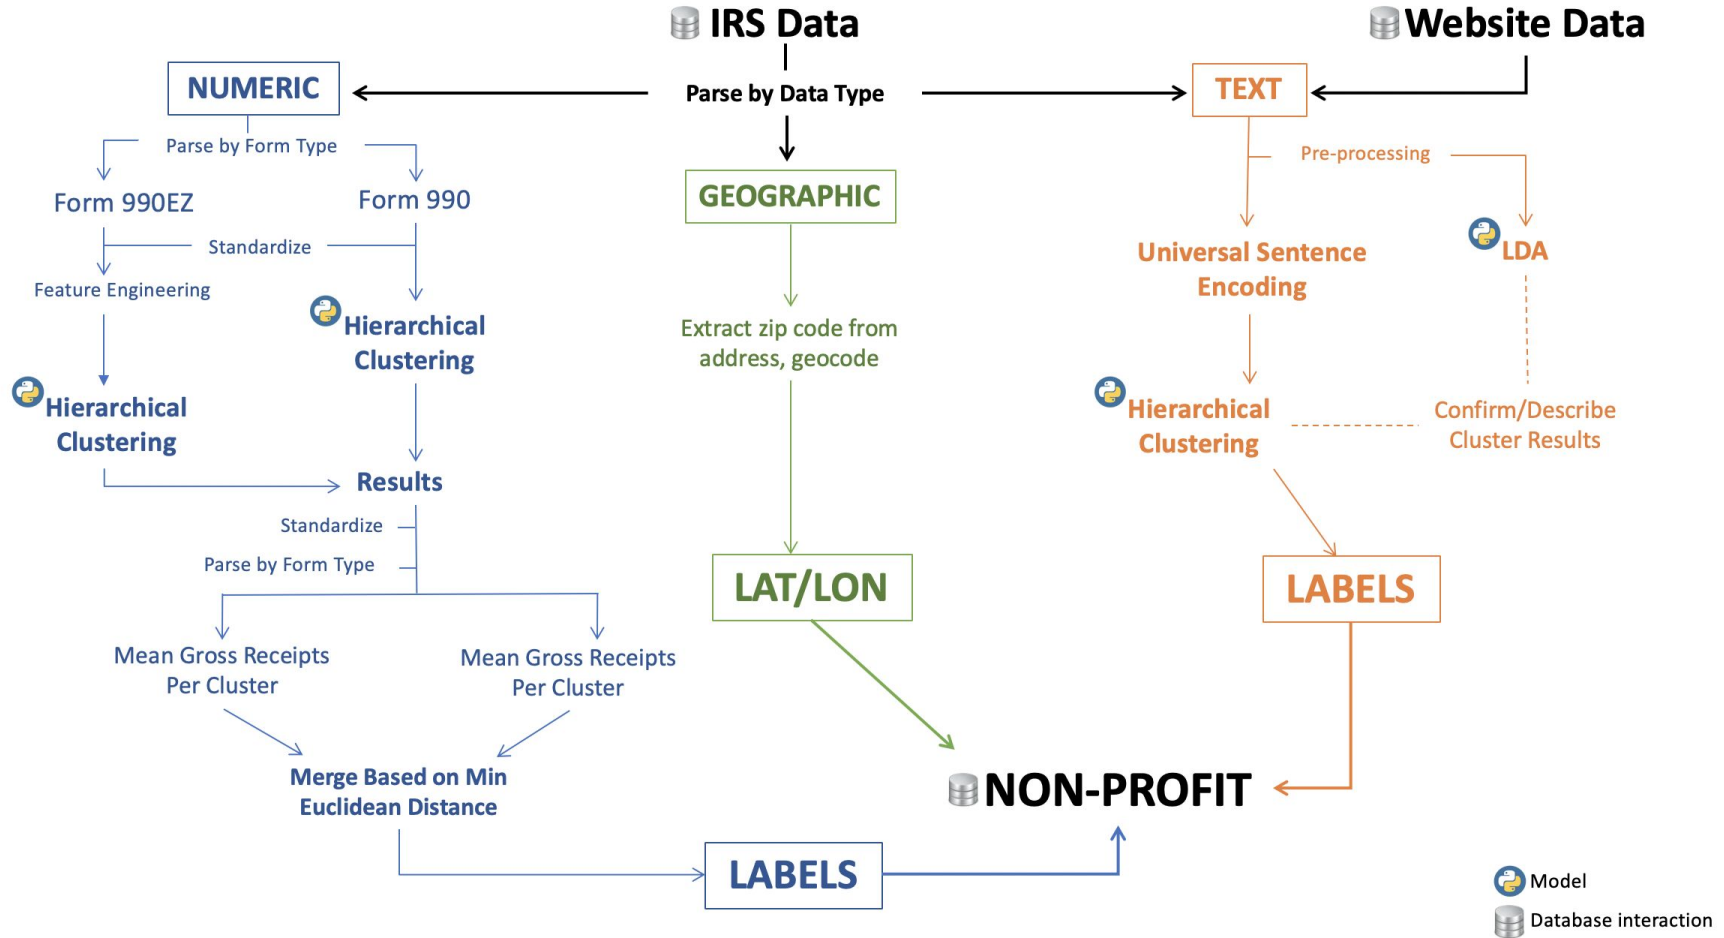 IRS Data
Website Data
NUMERIC
Parse by Data Type
TEXT
Parse by Form Type
Pre-processing
Form 990EZ
Form 990
GEOGRAPHIC
Standardize
Universal Sentence
Encoding
LDA
Feature Engineering
Hierarchical
Clustering
Extract zip code from
address, geocode
Hierarchical
Clustering
Hierarchical
Clustering
Confirm/Describe
Cluster Results
Results
Standardize
Parse by Form Type
LAT/LON
LABELS
Mean Gross Receipts
Per Cluster
Mean Gross Receipts
Per Cluster
Merge Based on Min
Euclidean Distance
NON-PROFIT
LABELS
Model
Database interaction